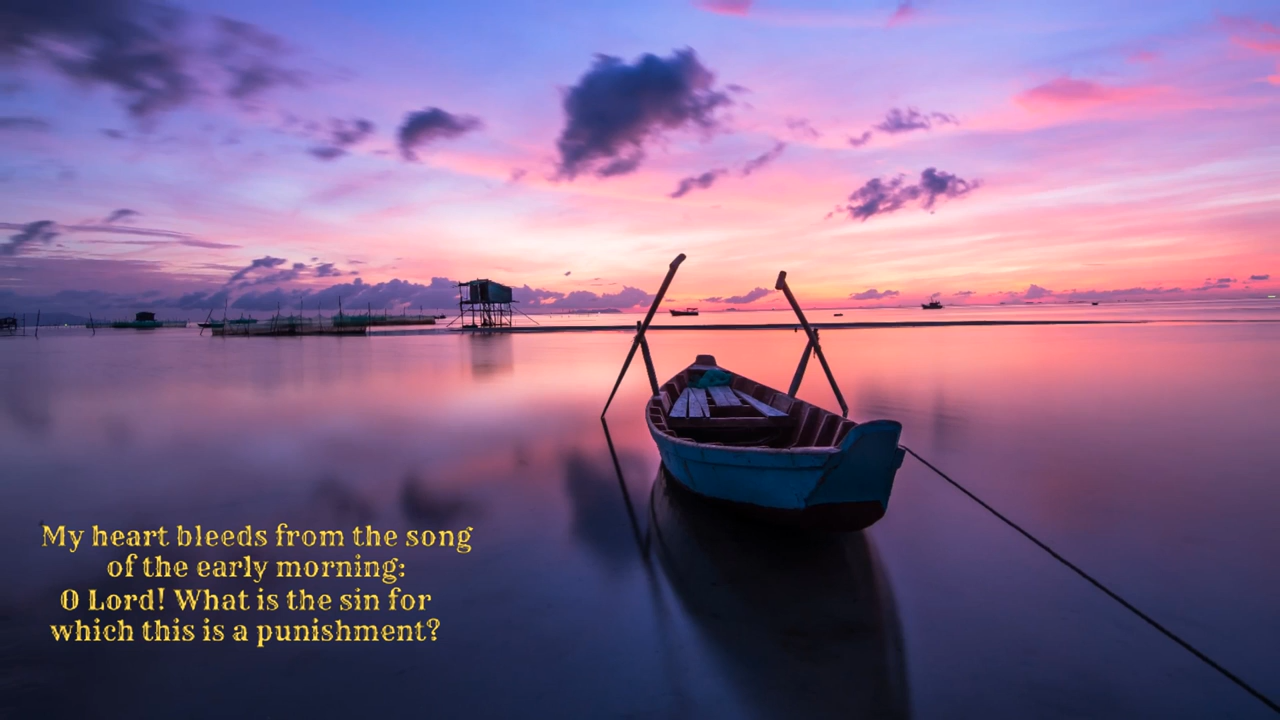 My heart bleeds from the song
of the early morning:
O Lord! What is the sin for
which this is a punishment?